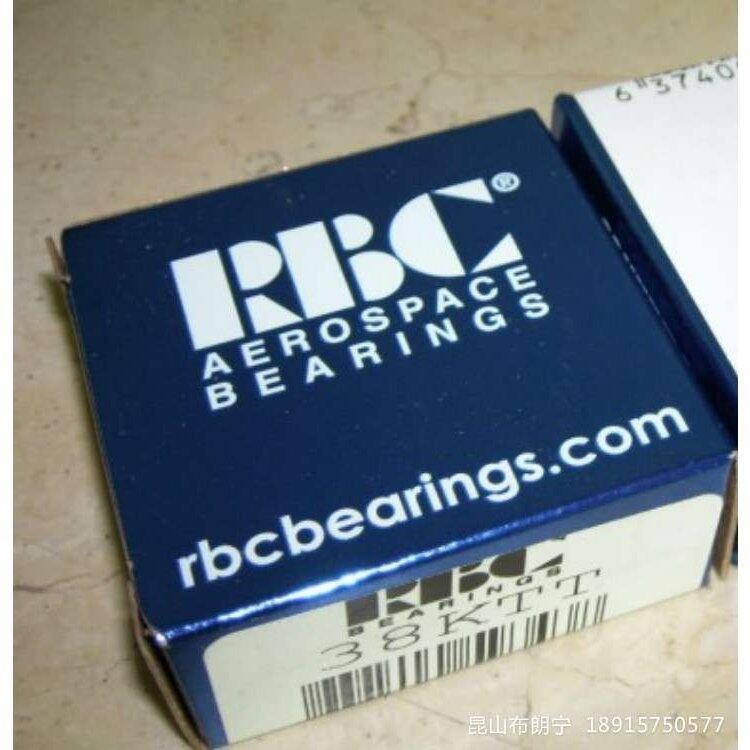 RBC®
AEROSPACE
BEARINGS
rbcbearings.com
RBC
BEARINGS
38KTT
昆山布朗宁 18915750577